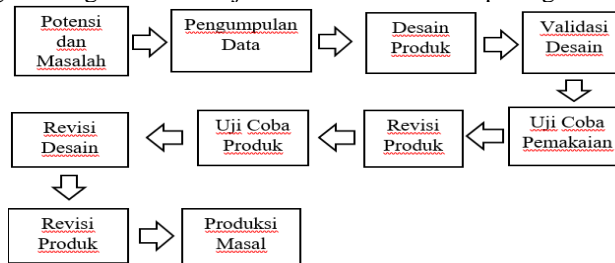 Potensi
dan
Masalah
Pengumpulan
Data
Desain
Produk
Validasi
Desain
Uji Coba
Pemakaian
Revisi
Produk
Uji Coba
Produk
Revisi
Desain
Revisi
Produk
Produksi
Masal